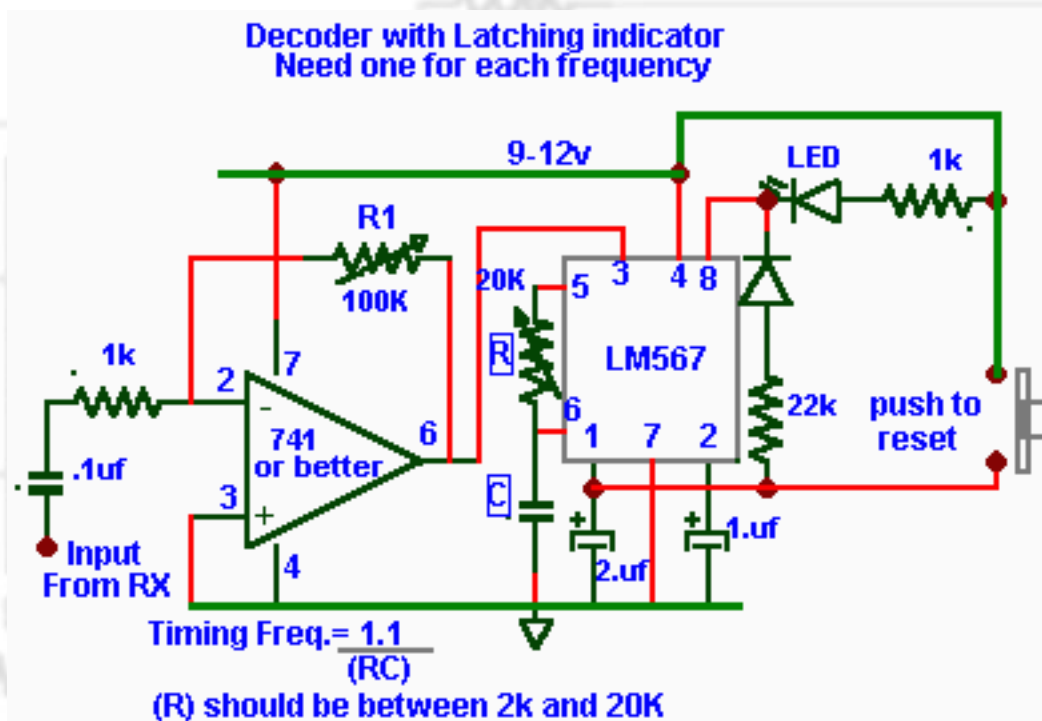 Decoder with Latching indicator
Need one for each frequency
9-12v
LED
1k
R1
100K
20K
5
3
4
8
1k
7
2
-
R
LM567
6
22k
push to
reset
741
or better
6
1
7
2
.1uf
3
+
C
4
+
2.uf
+
1.uf
Input
From RX
Timing Freq.= 1.1
(RC)
(R) should be between 2k and 20K